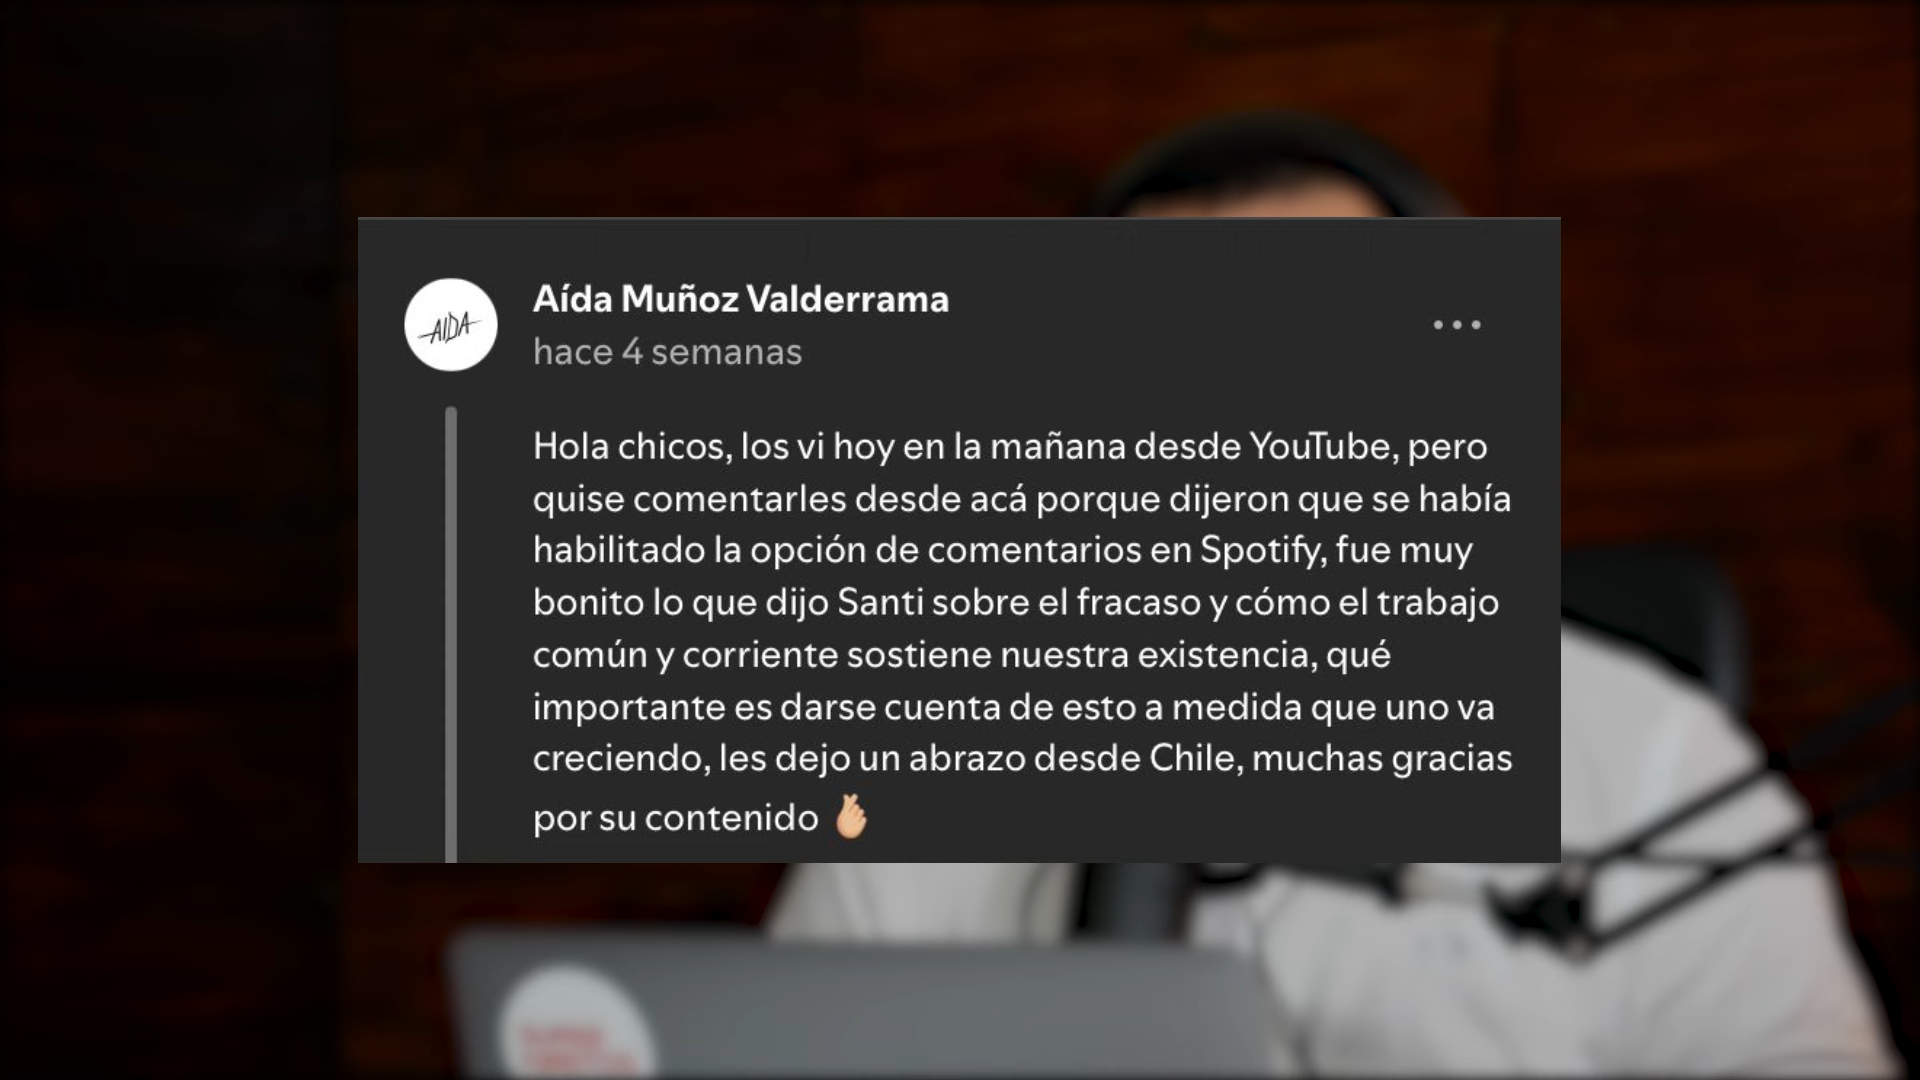 Aída Muñoz Valderrama
hace 4 semanas
AIDA
Hola chicos, los vi hoy en la mañana desde YouTube, pero
quise comentarles desde acá porque dijeron que se había
habilitado la opción de comentarios en Spotify, fue muy
bonito lo que dijo Santi sobre el fracaso y cómo el trabajo
común y corriente sostiene nuestra existencia, qué
importante es darse cuenta de esto a medida que uno va
creciendo, les dejo un abrazo desde Chile, muchas gracias
por su contenido 🫰🏼